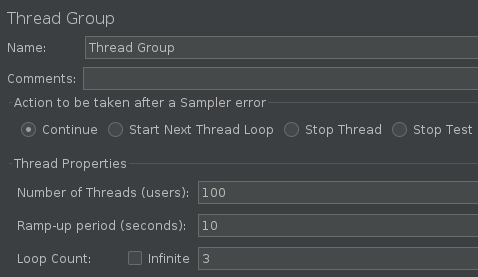 Thread Group
Name: Thread Group
Comments:
Action to be taken after a Sampler error
Continue Start Next Thread Loop Stop Thread Stop Test
Thread Properties
Number of Threads (users): 100
Ramp-up period (seconds): 10
Loop Count: Infinite 3